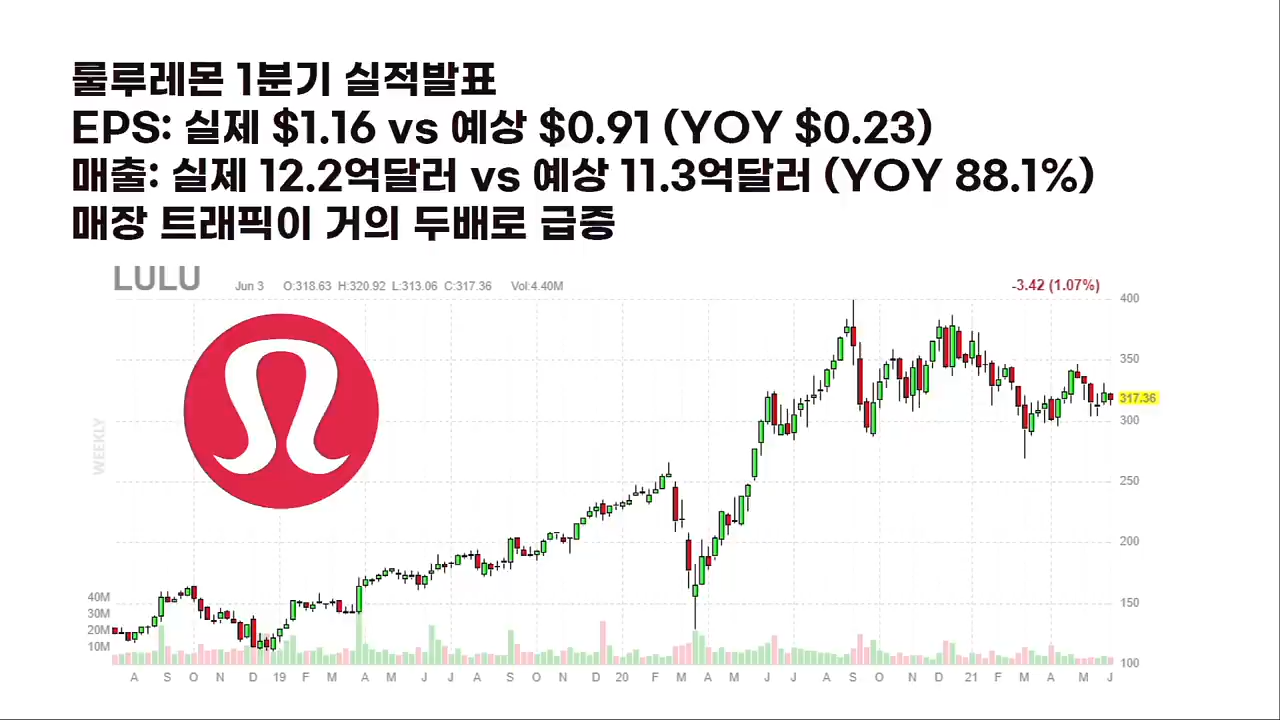 룰루레몬 1분기 실적발표
EPS: 실제 $1.16 vs 예상 $0.91 (YOY $0.23)
매출: 실제 12.2억달러 vs 예상 11.3억달러 (YOY 88.1%)
매장 트래픽이 거의 두배로 급증
LULU Jun 3 O:318.63 H:320.92 L:313.06 C:317.36 Vol:4.40M -3.42 (1.07%)
400
350
317.36
300
WEEKLY
250
200
40M
150
30M
20M
10M
100
A S O N D 19 F M A M J J A S O N D 20 F M A M J J A S O N D 21 F M A M J